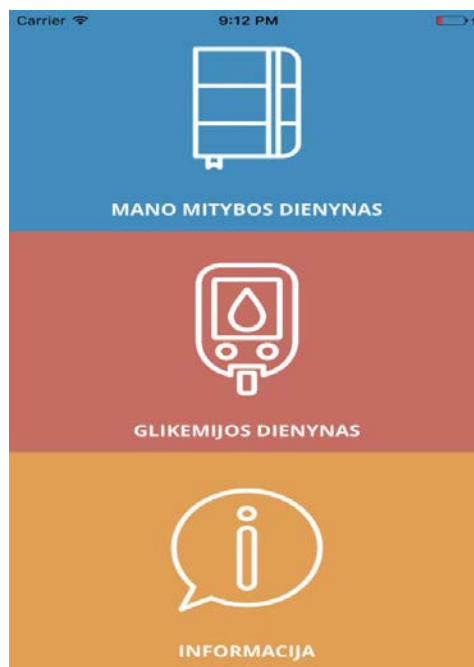 Carrier 9:12 PM
MANO MITYBOS DIENYNAS
GLIKEMIJOS DIENYNAS
INFORMACIJA